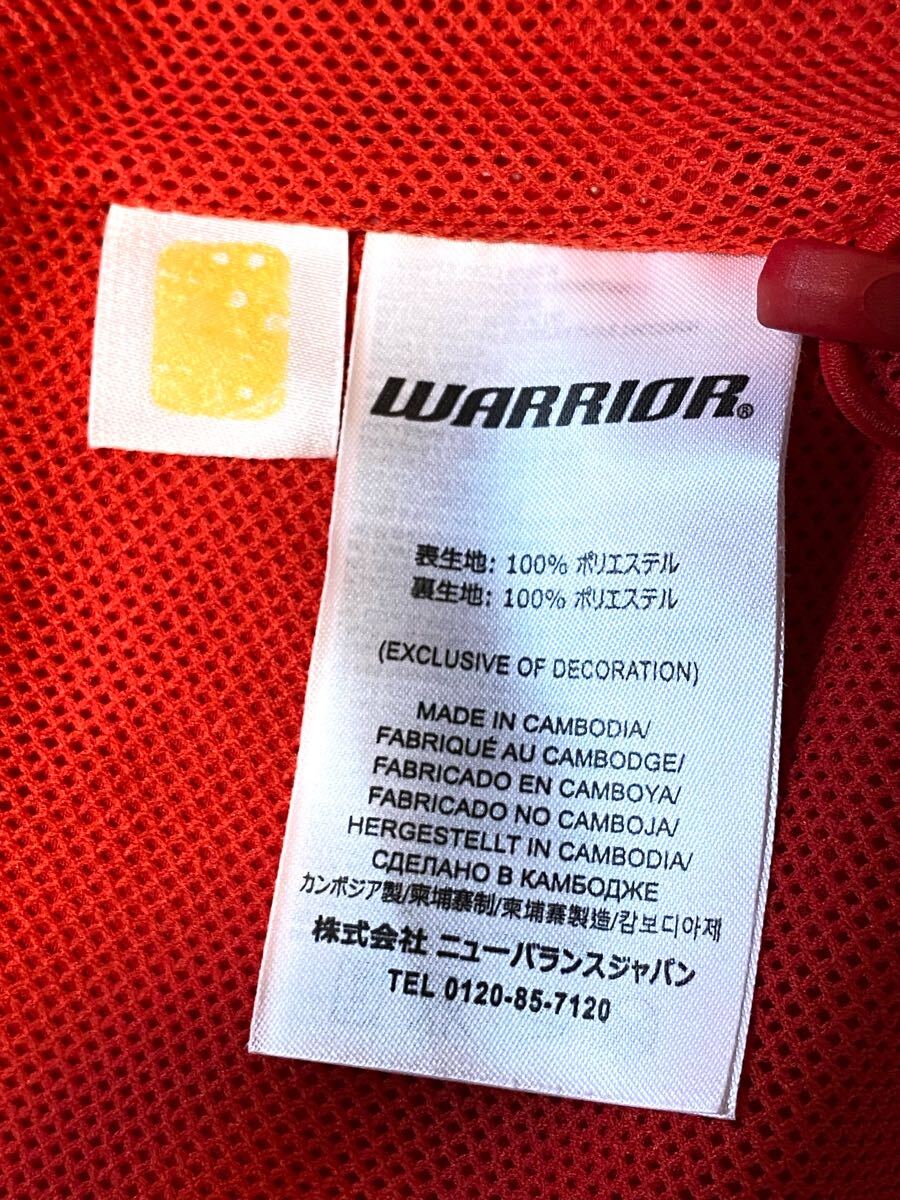 WARRIOR®
表生地: 100% ポリエステル
裏生地: 100% ポリエステル
(EXCLUSIVE OF DECORATION)
MADE IN CAMBODIA/
FABRIQUÉ AU CAMBODGE/
FABRICADO EN CAMBOYA/
FABRICADO NO CAMBOJA/
HERGESTELLT IN CAMBODIA/
СДЕЛАНО В КАМБОДЖЕ
カンボジア製/柬埔寨制/柬埔寨製造/캄보디아제
株式会社 ニューバランスジャパン
TEL 0120-85-7120